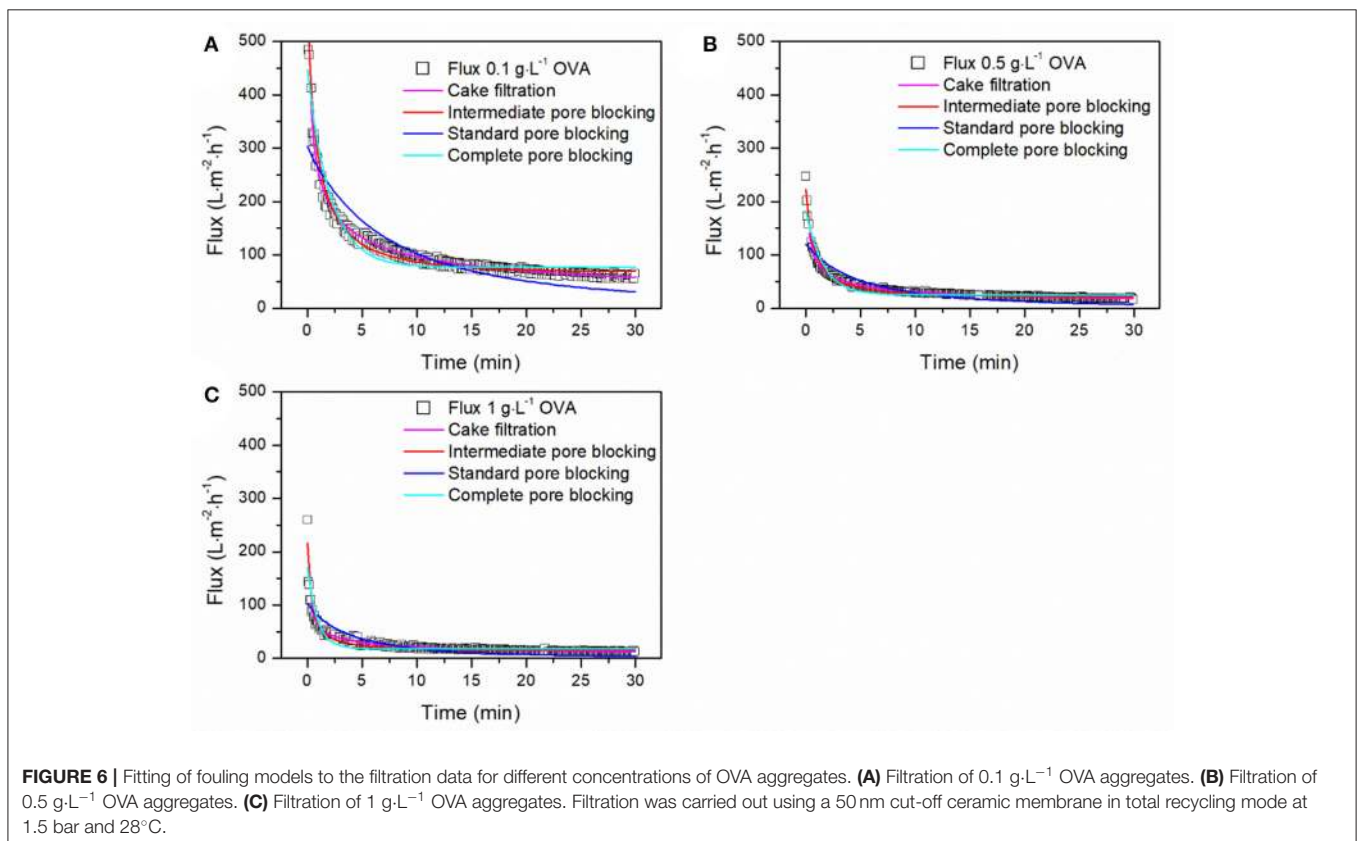 A
500
400
300
200
100
0
Flux (L·m⁻²·h⁻¹)
Flux 0.1 g·L⁻¹ OVA
Cake filtration
Intermediate pore blocking
Standard pore blocking
Complete pore blocking
0 5 10 15 20 25 30
Time (min)
B
500
400
300
200
100
0
Flux (L·m⁻²·h⁻¹)
Flux 0.5 g·L⁻¹ OVA
Cake filtration
Intermediate pore blocking
Standard pore blocking
Complete pore blocking
0 5 10 15 20 25 30
Time (min)
C
500
400
300
200
100
0
Flux (L·m⁻²·h⁻¹)
Flux 1 g·L⁻¹ OVA
Cake filtration
Intermediate pore blocking
Standard pore blocking
Complete pore blocking
0 5 10 15 20 25 30
Time (min)
FIGURE 6 | Fitting of fouling models to the filtration data for different concentrations of OVA aggregates. (A) Filtration of 0.1 g·L⁻¹ OVA aggregates. (B) Filtration of
0.5 g·L⁻¹ OVA aggregates. (C) Filtration of 1 g·L⁻¹ OVA aggregates. Filtration was carried out using a 50 nm cut-off ceramic membrane in total recycling mode at
1.5 bar and 28°C.